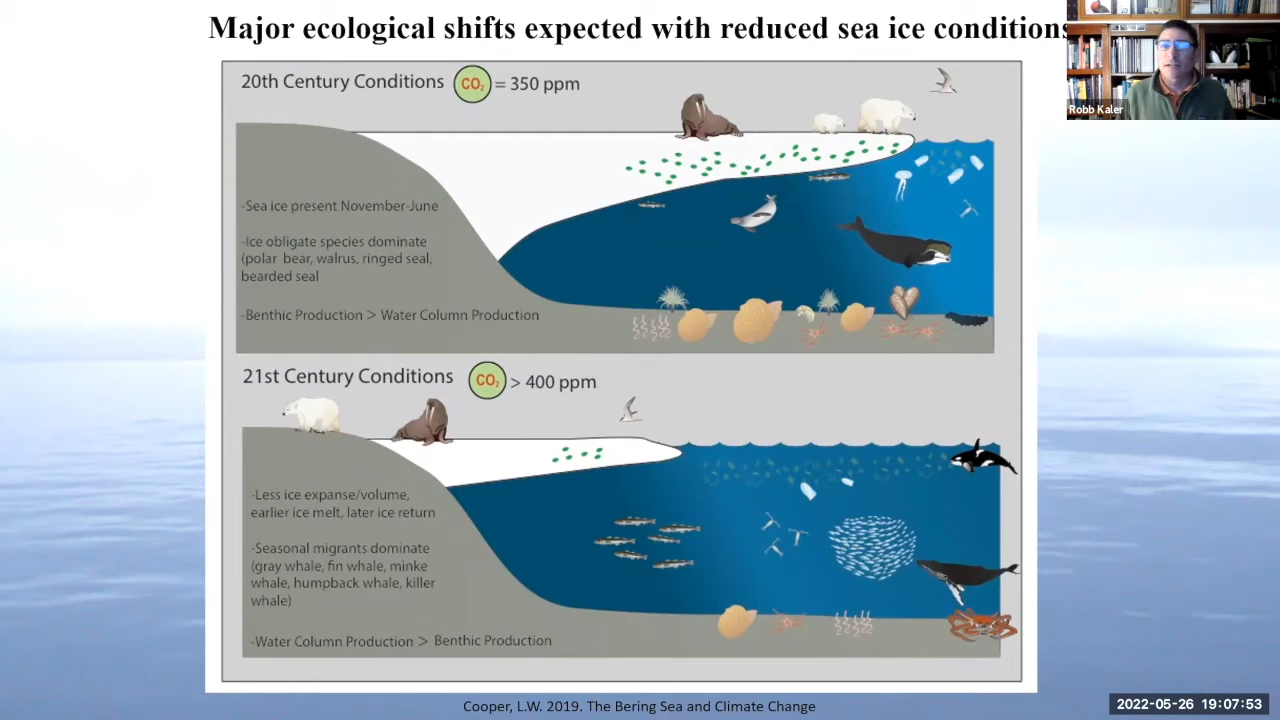 Major ecological shifts expected with reduced sea ice conditions
Robb Kaler
20th Century Conditions CO₂ = 350 ppm
-Sea ice present November-June
-Ice obligate species dominate
(polar bear, walrus, ringed seal,
bearded seal
-Benthic Production > Water Column Production
21st Century Conditions CO₂ > 400 ppm
-Less ice expanse/volume,
earlier ice melt, later ice return
-Seasonal migrants dominate
(gray whale, fin whale, minke
whale, humpback whale, killer
whale)
-Water Column Production > Benthic Production
Cooper, L.W. 2019. The Bering Sea and Climate Change
2022-05-26 19:07:53